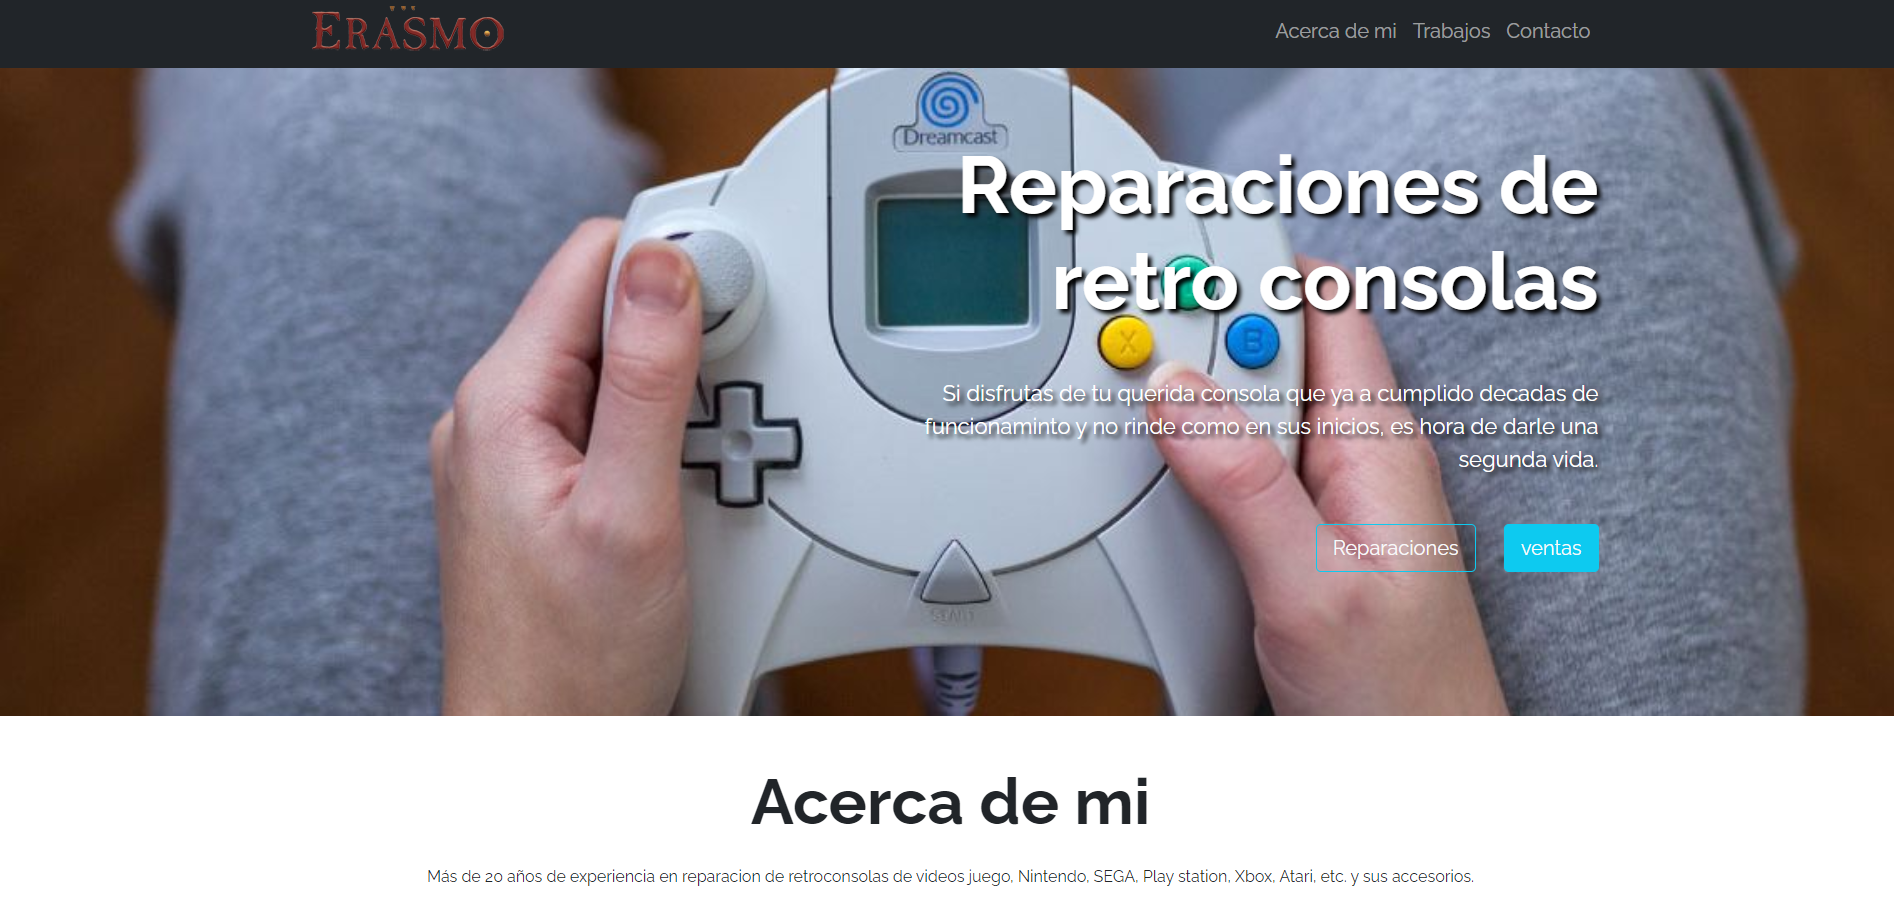 ERASMO
Acerca de mi Trabajos Contacto
Dreamcast
Reparaciones de
retro consolas
X B
Si disfrutas de tu querida consola que ya a cumplido decadas de
funcionaminto y no rinde como en sus inicios, es hora de darle una
segunda vida.
Reparaciones ventas
START
Acerca de mi
Más de 20 años de experiencia en reparacion de retroconsolas de videos juego, Nintendo, SEGA, Play station, Xbox, Atari, etc. y sus accesorios.